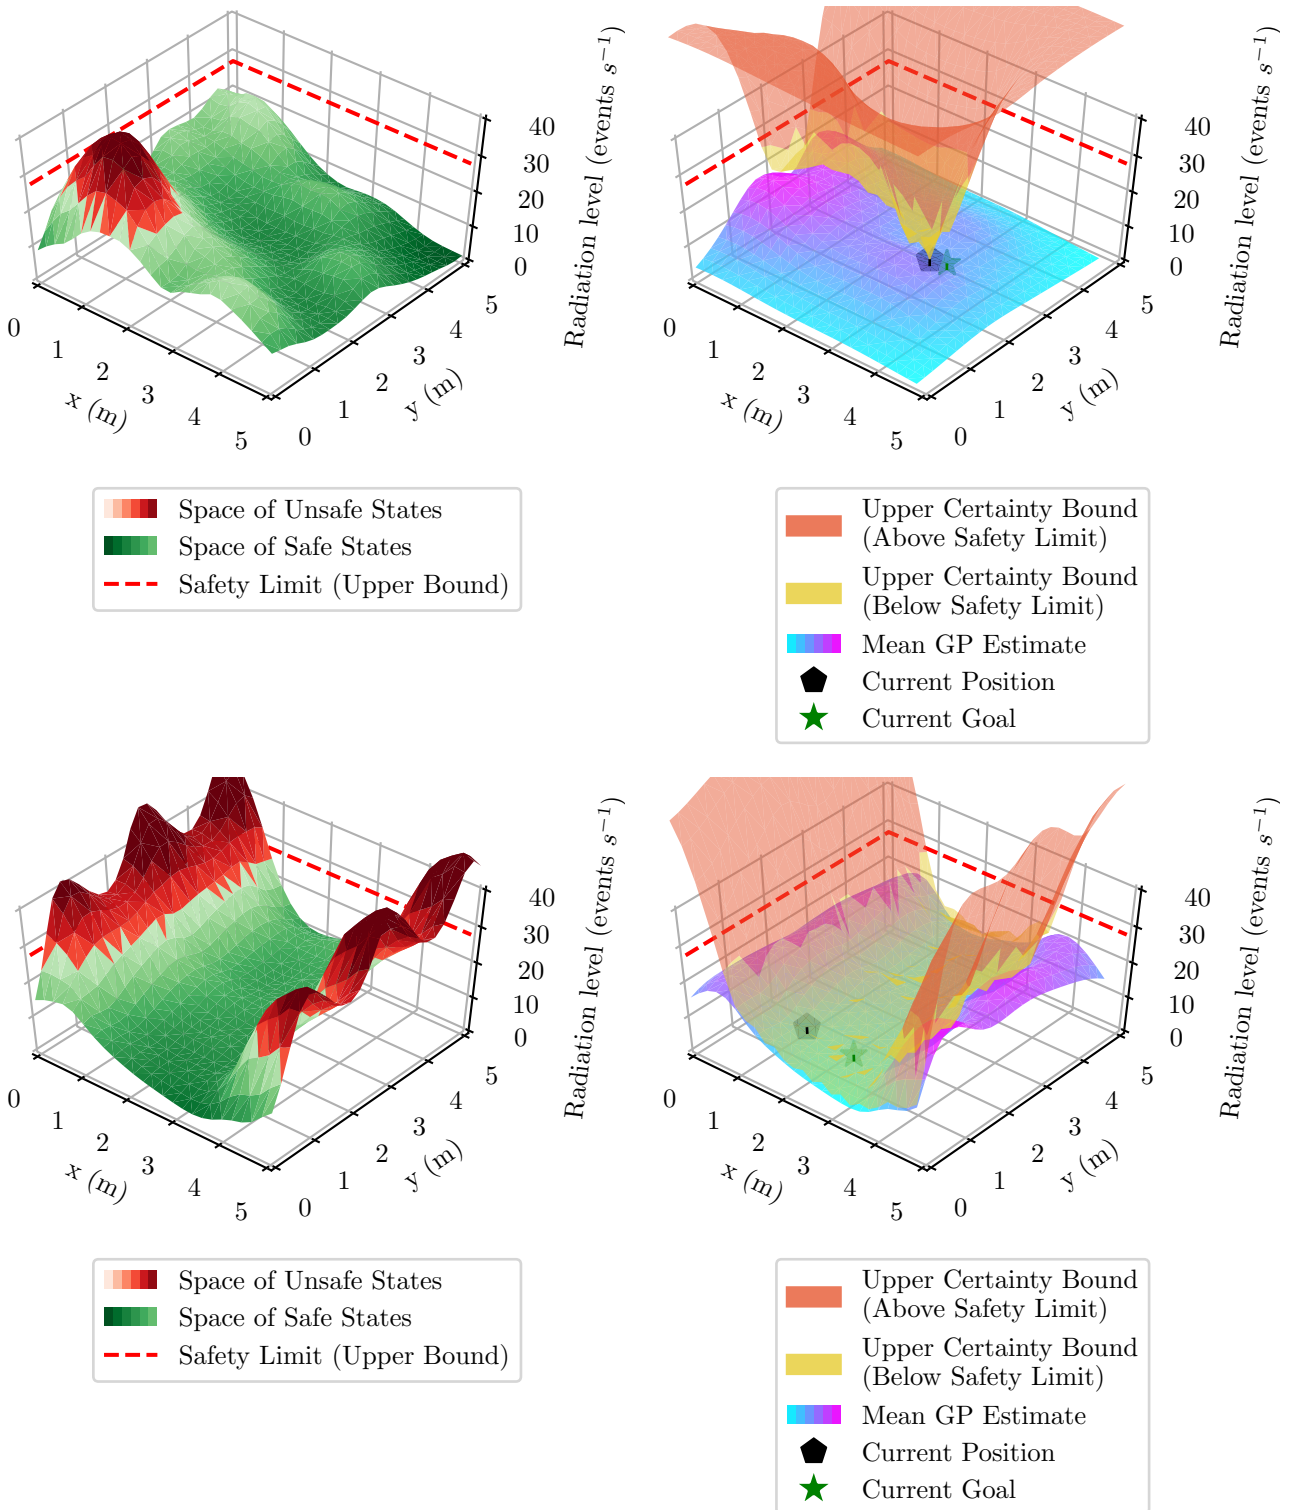 40
30
20
10
0
Radiation level (events s⁻¹)
0
1
2
3
4
5
x (m)
0
1
2
3
4
5
y (m)
Space of Unsafe States
Space of Safe States
Safety Limit (Upper Bound)
40
30
20
10
0
Radiation level (events s⁻¹)
0
1
2
3
4
5
x (m)
0
1
2
3
4
5
y (m)
Upper Certainty Bound
(Above Safety Limit)
Upper Certainty Bound
(Below Safety Limit)
Mean GP Estimate
Current Position
Current Goal
40
30
20
10
0
Radiation level (events s⁻¹)
0
1
2
3
4
5
x (m)
0
1
2
3
4
5
y (m)
Space of Unsafe States
Space of Safe States
Safety Limit (Upper Bound)
40
30
20
10
0
Radiation level (events s⁻¹)
0
1
2
3
4
5
x (m)
0
1
2
3
4
5
y (m)
Upper Certainty Bound
(Above Safety Limit)
Upper Certainty Bound
(Below Safety Limit)
Mean GP Estimate
Current Position
Current Goal